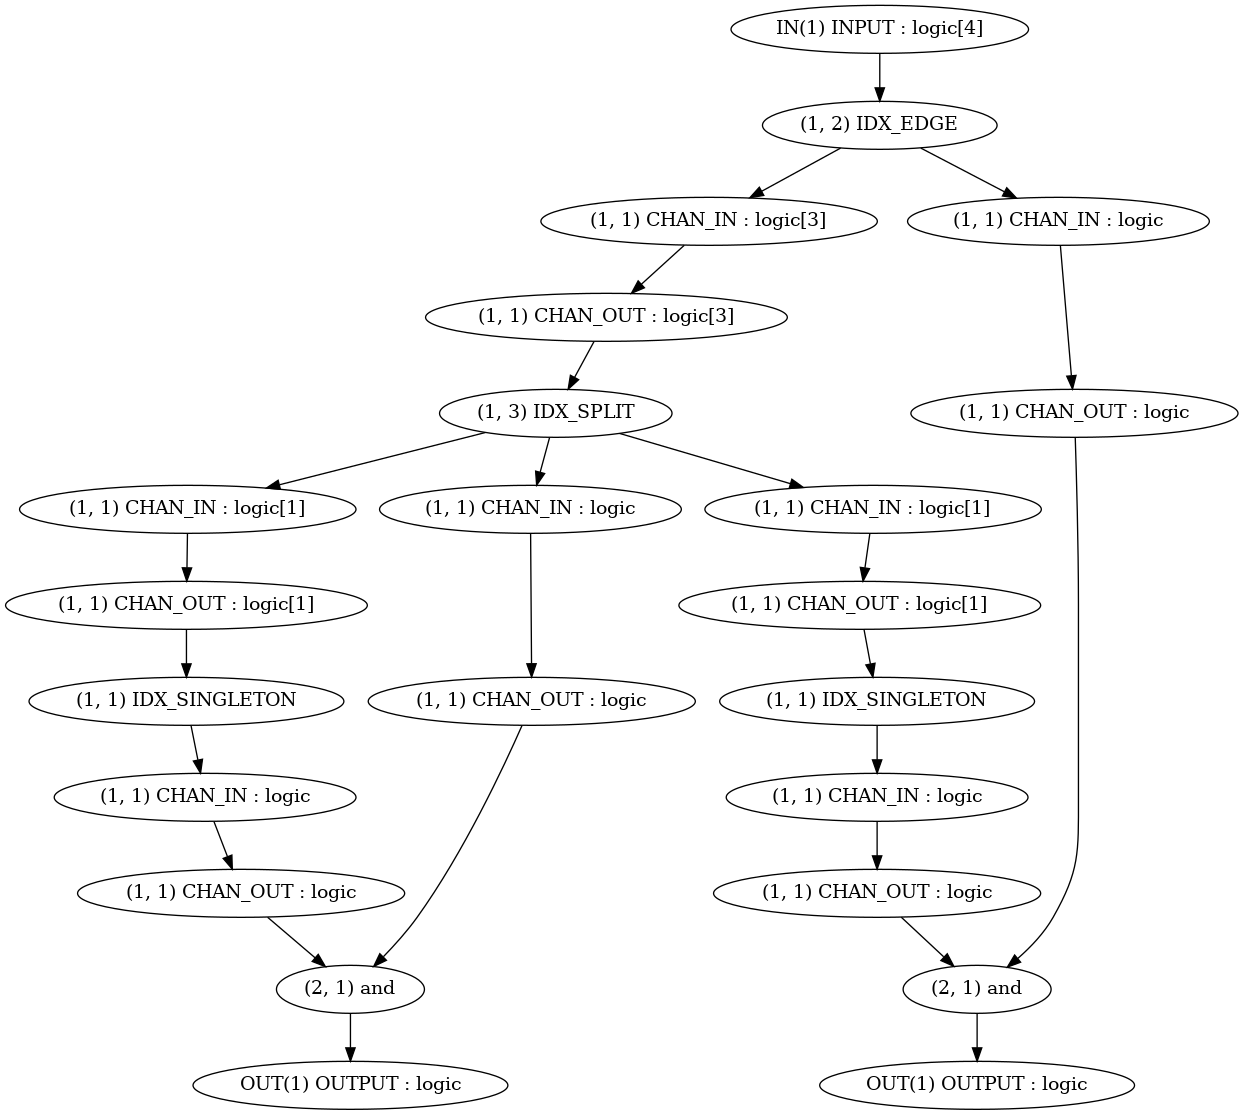 IN(1) INPUT : logic[4]
(1, 2) IDX_EDGE
(1, 1) CHAN_IN : logic[3]
(1, 1) CHAN_IN : logic
(1, 1) CHAN_OUT : logic[3]
(1, 3) IDX_SPLIT
(1, 1) CHAN_OUT : logic
(1, 1) CHAN_IN : logic[1]
(1, 1) CHAN_IN : logic
(1, 1) CHAN_IN : logic[1]
(1, 1) CHAN_OUT : logic[1]
(1, 1) CHAN_OUT : logic[1]
(1, 1) IDX_SINGLETON
(1, 1) CHAN_OUT : logic
(1, 1) IDX_SINGLETON
(1, 1) CHAN_IN : logic
(1, 1) CHAN_IN : logic
(1, 1) CHAN_OUT : logic
(1, 1) CHAN_OUT : logic
(2, 1) and
(2, 1) and
OUT(1) OUTPUT : logic
OUT(1) OUTPUT : logic